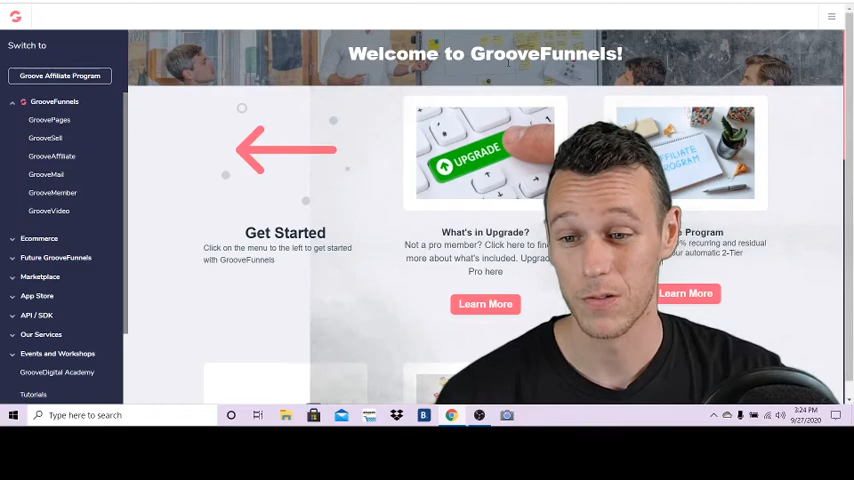 Switch to
Groove Affiliate Program
GrooveFunnels
GroovePages
GrooveSell
GrooveAffiliate
GrooveMail
GrooveMember
GrooveVideo
Ecommerce
Future GrooveFunnels
Marketplace
App Store
API / SDK
Our Services
Events and Workshops
GrooveDigital Academy
Tutorials
Welcome to GrooveFunnels!
Get Started
Click on the menu to the left to get started
with GrooveFunnels
UPGRADE
What's in Upgrade?
Not a pro member? Click here to fin
more about what's included. Upgra
Pro here
Learn More
PROGRAM
e Program
% recurring and residual
our automatic 2-Tier
Learn More
Type here to search
B
3:24 PM
9/27/2020